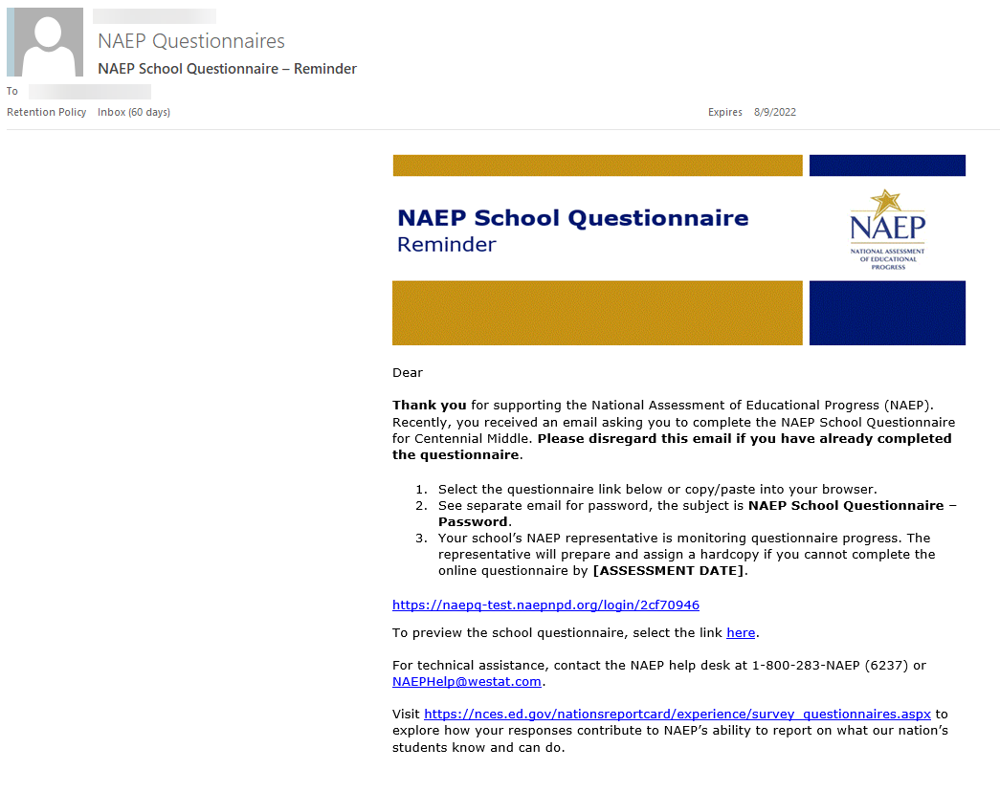 NAEP Questionnaires
NAEP School Questionnaire – Reminder
To
Retention Policy Inbox (60 days) Expires 8/9/2022
NAEP School Questionnaire
Reminder
NAEP
NATIONAL ASSESSMENT
OF EDUCATIONAL
PROGRESS
Dear
Thank you for supporting the National Assessment of Educational Progress (NAEP).
Recently, you received an email asking you to complete the NAEP School Questionnaire
for Centennial Middle. Please disregard this email if you have already completed
the questionnaire.
1. Select the questionnaire link below or copy/paste into your browser.
2. See separate email for password, the subject is NAEP School Questionnaire –
Password.
3. Your school’s NAEP representative is monitoring questionnaire progress. The
representative will prepare and assign a hardcopy if you cannot complete the
online questionnaire by [ASSESSMENT DATE].
https://naepq-test.naepnpd.org/login/2cf70946
To preview the school questionnaire, select the link here.
For technical assistance, contact the NAEP help desk at 1-800-283-NAEP (6237) or
NAEPHelp@westat.com.
Visit https://nces.ed.gov/nationsreportcard/experience/survey_questionnaires.aspx to
explore how your responses contribute to NAEP’s ability to report on what our nation’s
students know and can do.